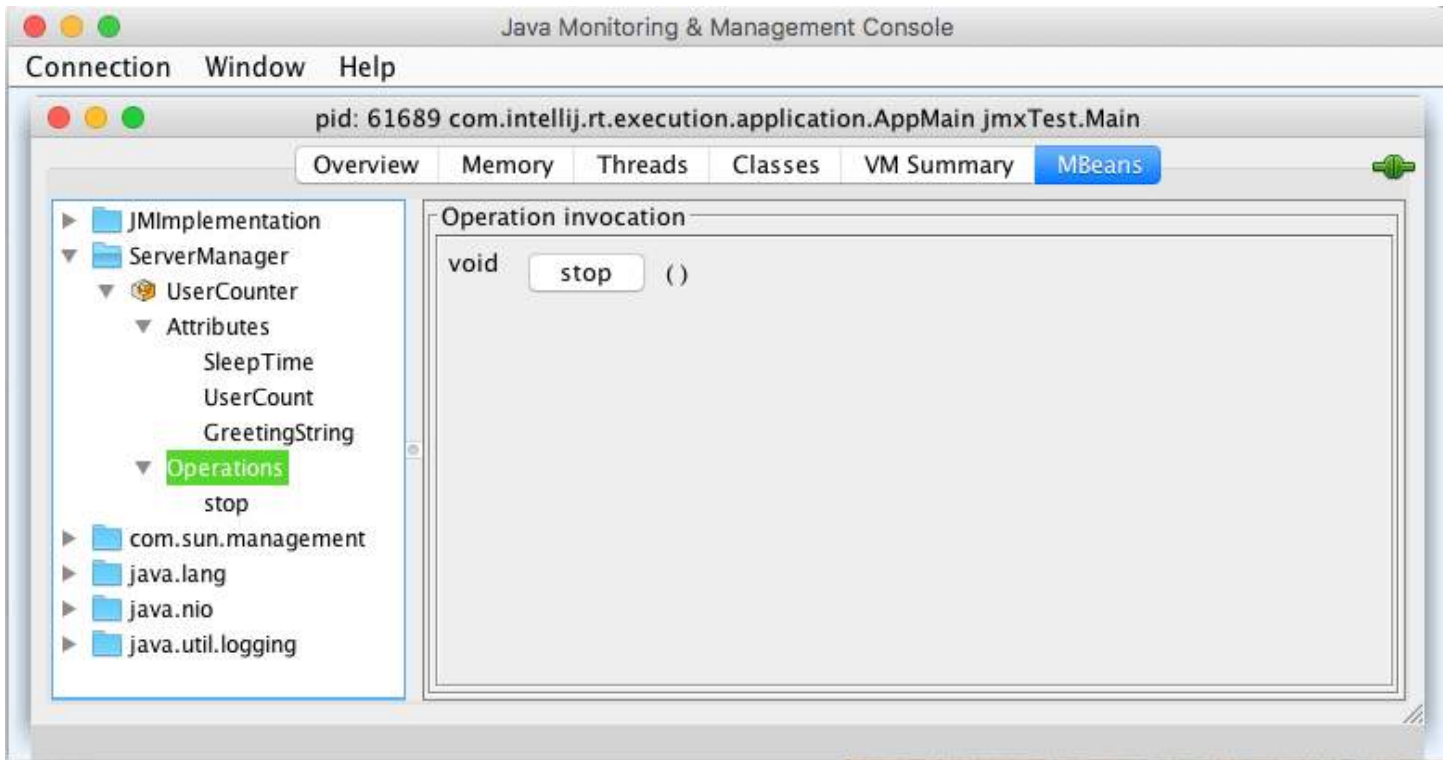 Java Monitoring & Management Console
Connection Window Help
pid: 61689 com.intellij.rt.execution.application.AppMain jmxTest.Main
Overview Memory Threads Classes VM Summary MBeans
JMImplementation
ServerManager
UserCounter
Attributes
SleepTime
UserCount
GreetingString
Operations
stop
com.sun.management
java.lang
java.nio
java.util.logging
Operation invocation
void stop ()